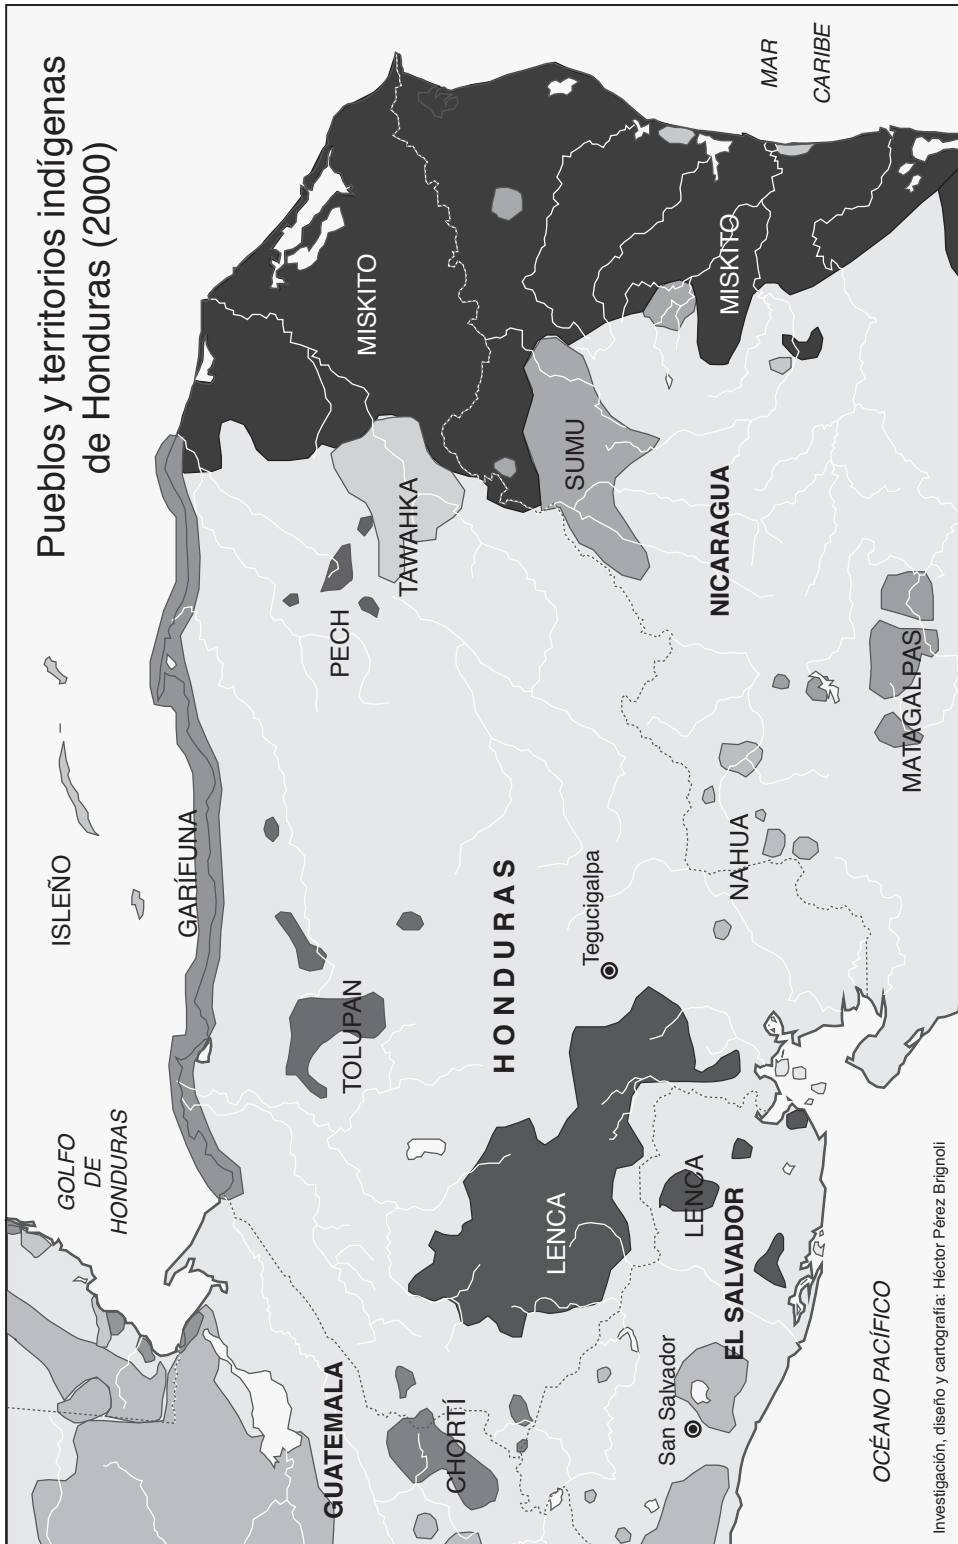 Pueblos y territorios indígenas
de Honduras (2000)
GOLFO
DE
HONDURAS
ISLEÑO
MAR
CARIBE
GARÍFUNA
GUATEMALA
TOLUPAN
PECH
MISKITO
CHORTÍ
TAWAHKA
HONDURAS
LENCA
Tegucigalpa
SUMU
San Salvador
LENCA
EL SALVADOR
NAHUA
NICARAGUA
MISKITO
MATAGALPAS
OCÉANO PACÍFICO
Investigación, diseño y cartografía: Héctor Pérez Brignoli